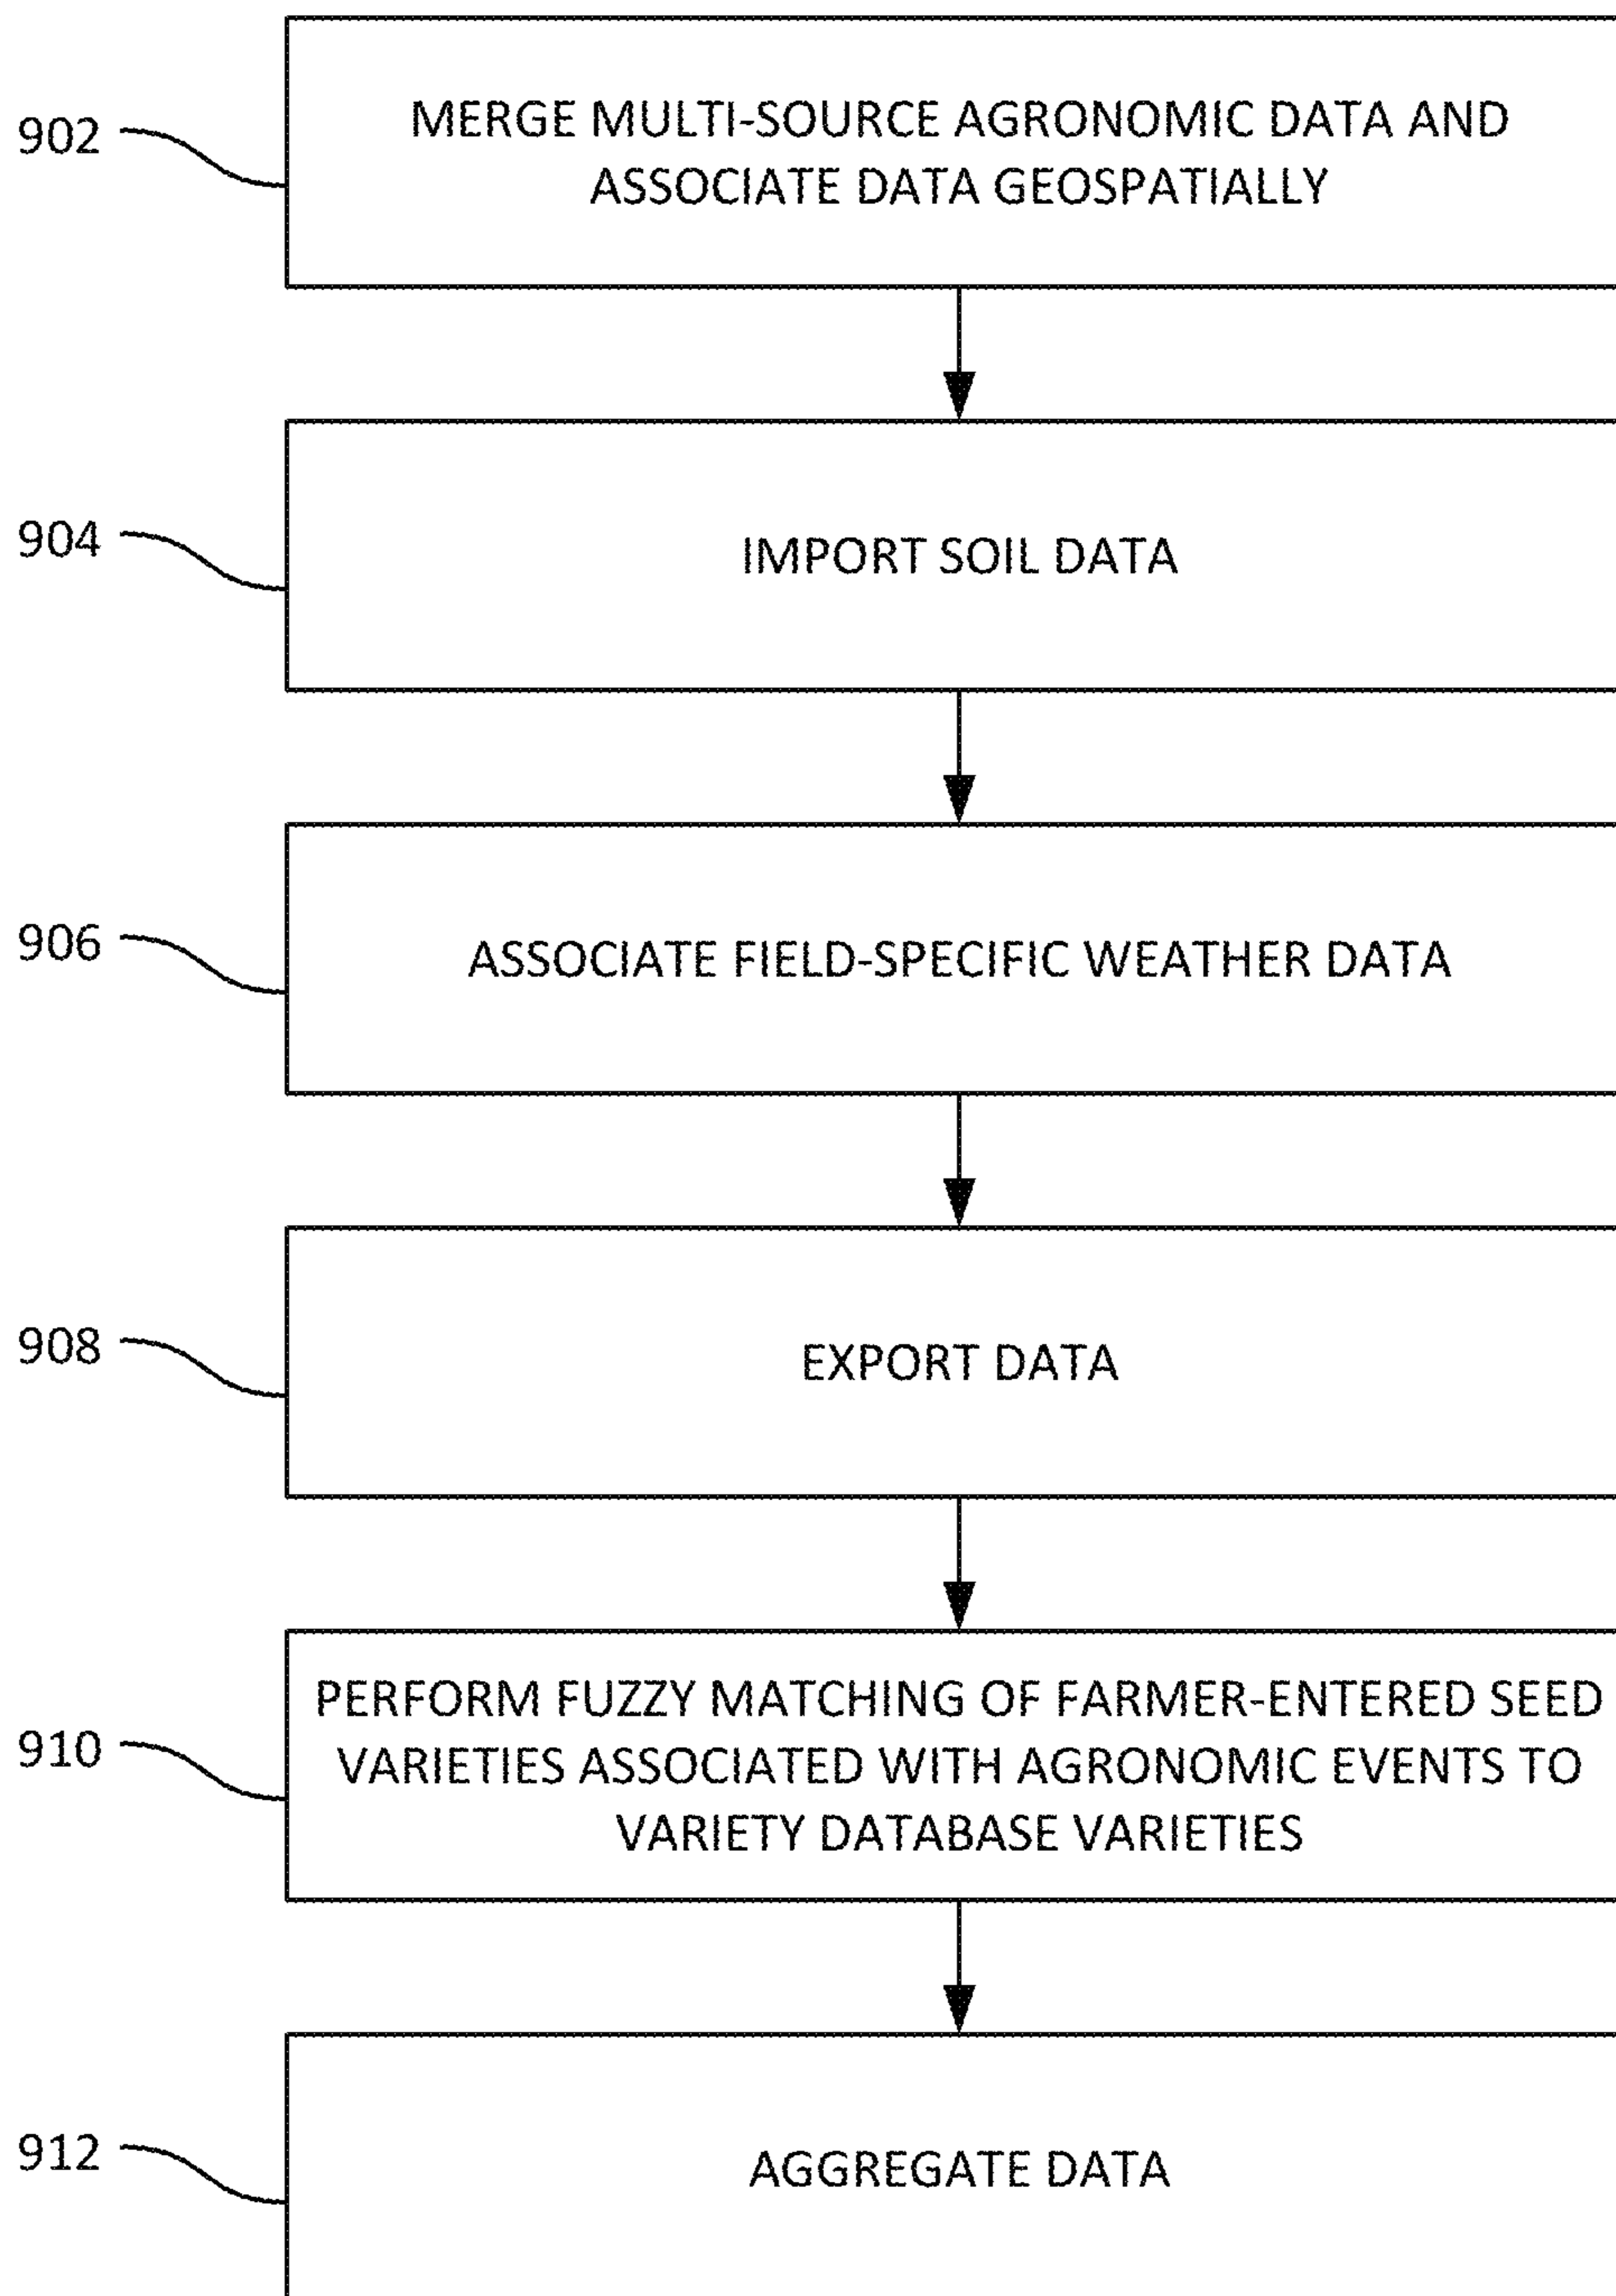 902
MERGE MULTI-SOURCE AGRONOMIC DATA AND
ASSOCIATE DATA GEOSPATIALLY
904
IMPORT SOIL DATA
906
ASSOCIATE FIELD-SPECIFIC WEATHER DATA
908
EXPORT DATA
910
PERFORM FUZZY MATCHING OF FARMER-ENTERED SEED
VARIETIES ASSOCIATED WITH AGRONOMIC EVENTS TO
VARIETY DATABASE VARIETIES
912
AGGREGATE DATA